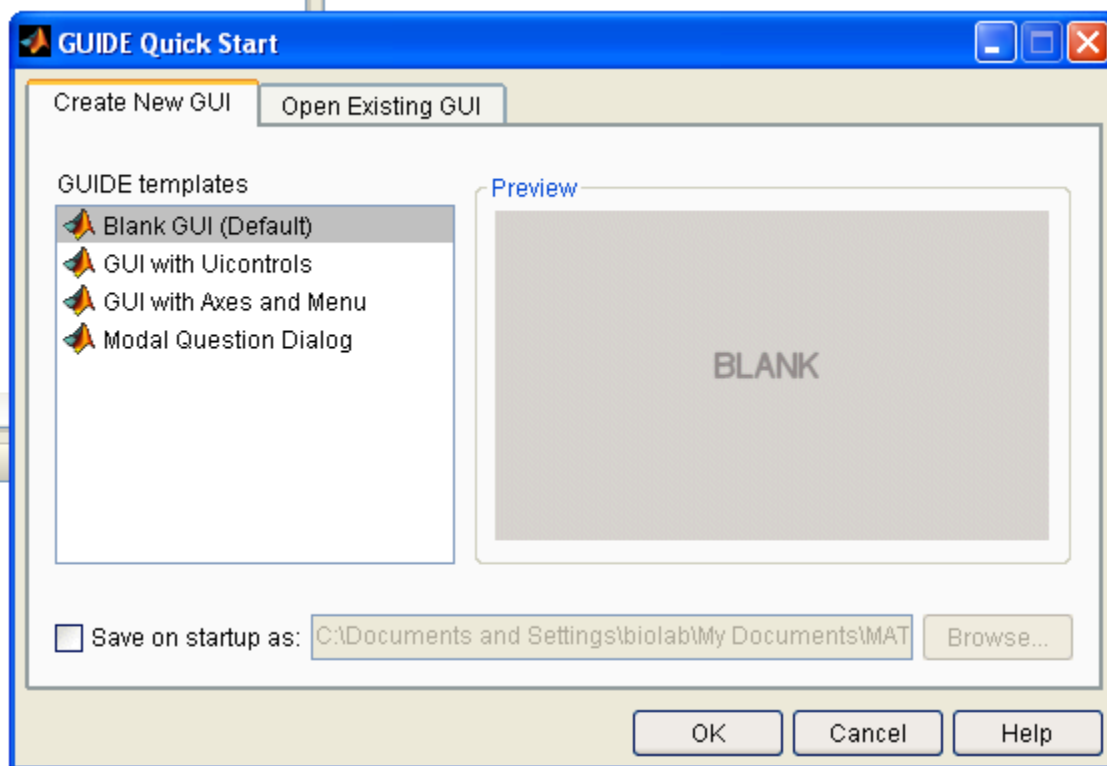 GUIDE Quick Start
Create New GUI
Open Existing GUI
GUIDE templates
Blank GUI (Default)
GUI with Uicontrols
GUI with Axes and Menu
Modal Question Dialog
Preview
BLANK
Save on startup as: C:\Documents and Settings\biolab\My Documents\MAT Browse...
OK Cancel Help